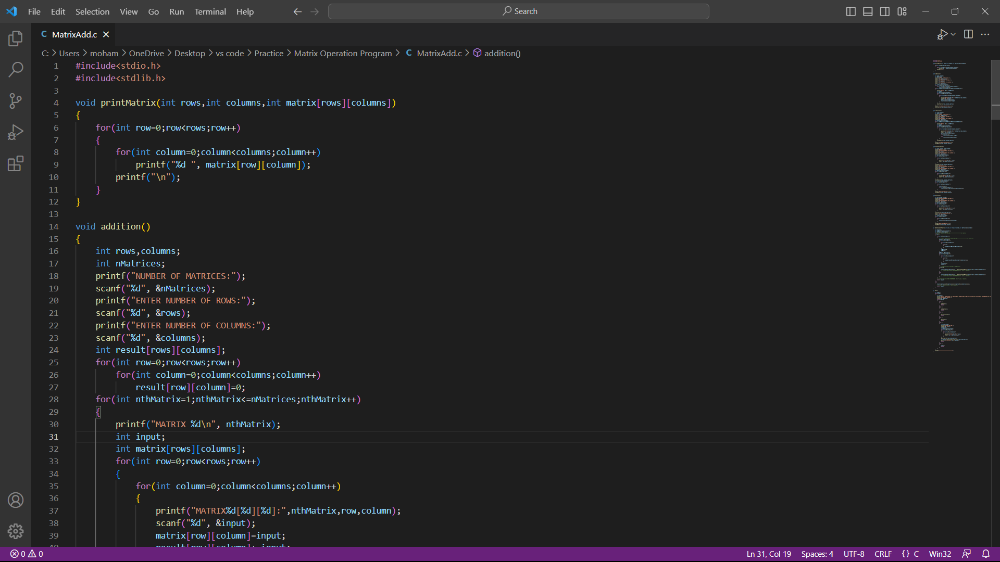 File Edit Selection View Go Run Terminal Help Search
C MatrixAdd.c
C: > Users > moham > OneDrive > Desktop > vs code > Practice > Matrix Operation Program > C MatrixAdd.c > addition()
1 #include<stdio.h>
2 #include<stdlib.h>
3
4 void printMatrix(int rows,int columns,int matrix[rows][columns])
5 {
6     for(int row=0;row<rows;row++)
7     {
8         for(int column=0;column<columns;column++)
9             printf("%d ", matrix[row][column]);
10         printf("\n");
11     }
12 }
13
14 void addition()
15 {
16     int rows,columns;
17     int nMatrices;
18     printf("NUMBER OF MATRICES:");
19     scanf("%d", &nMatrices);
20     printf("ENTER NUMBER OF ROWS:");
21     scanf("%d", &rows);
22     printf("ENTER NUMBER OF COLUMNS:");
23     scanf("%d", &columns);
24     int result[rows][columns];
25     for(int row=0;row<rows;row++)
26         for(int column=0;column<columns;column++)
27             result[row][column]=0;
28     for(int nthMatrix=1;nthMatrix<=nMatrices;nthMatrix++)
29     {
30         printf("MATRIX %d\n", nthMatrix);
31         int input;
32         int matrix[rows][columns];
33         for(int row=0;row<rows;row++)
34         {
35             for(int column=0;column<columns;column++)
36             {
37                 printf("MATRIX%d[%d][%d]:",nthMatrix,row,column);
38                 scanf("%d", &input);
39                 matrix[row][column]=input;
0 0 Ln 31, Col 19 Spaces: 4 UTF-8 CRLF {} C Win32